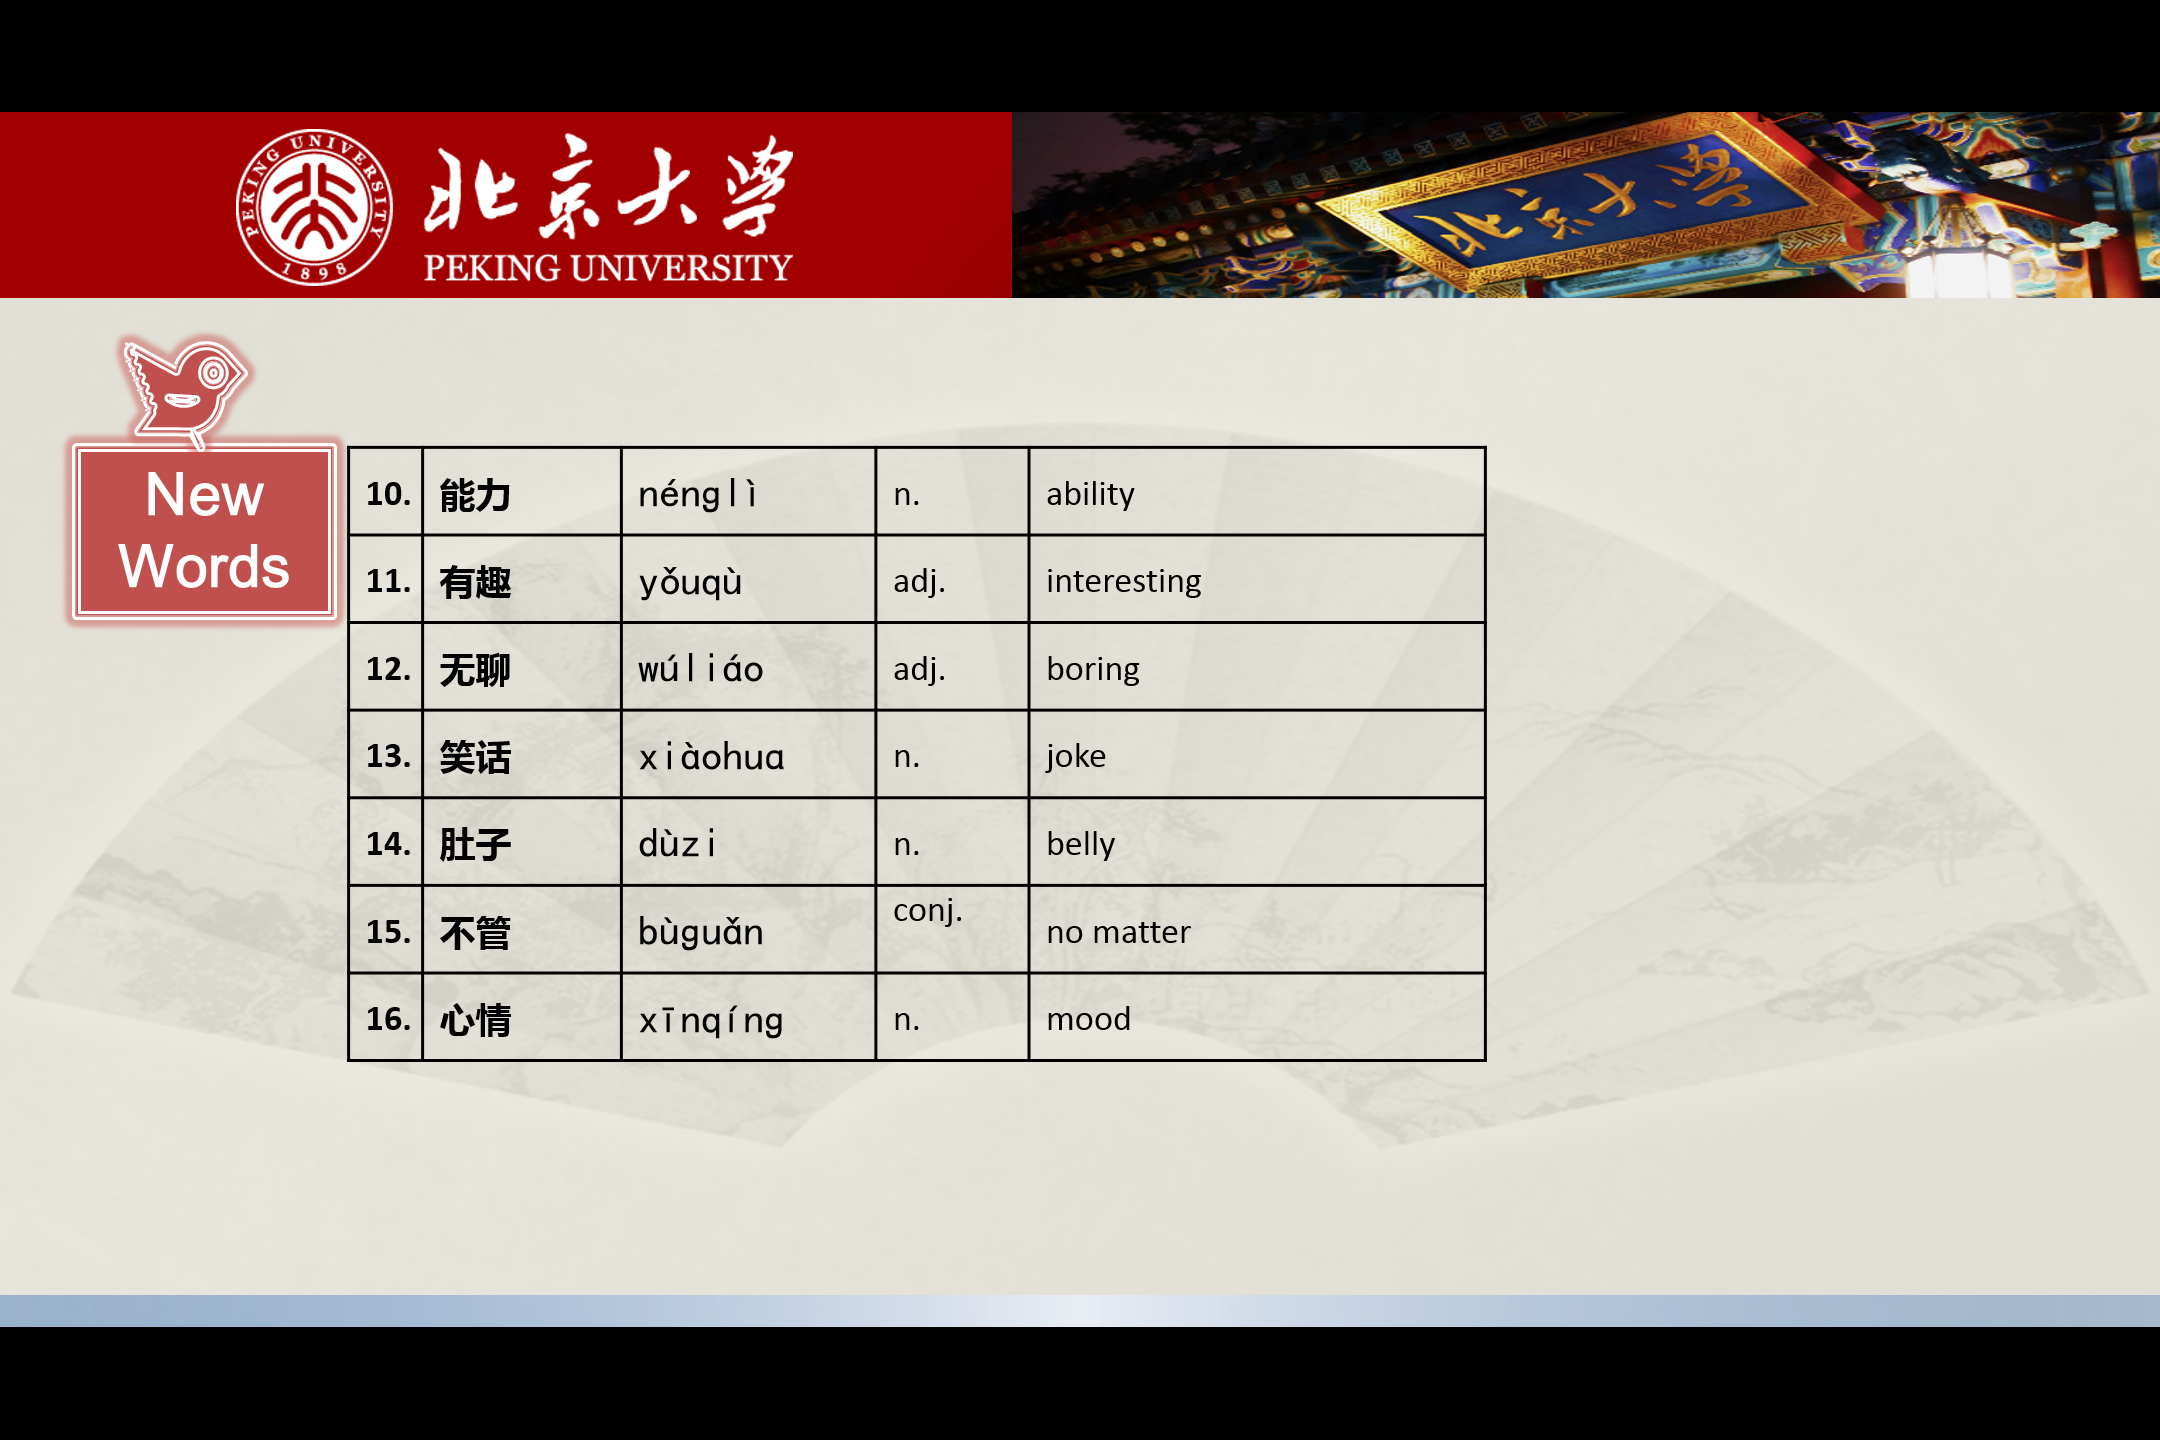 PEKING UNIVERSITY
1898
北京大学
PEKING UNIVERSITY
北京大学
New
Words
10. 能力 nénglì n. ability
11. 有趣 yǒuqù adj. interesting
12. 无聊 wúliáo adj. boring
13. 笑话 xiàohua n. joke
14. 肚子 dùzi n. belly
15. 不管 bùguǎn conj. no matter
16. 心情 xīnqíng n. mood